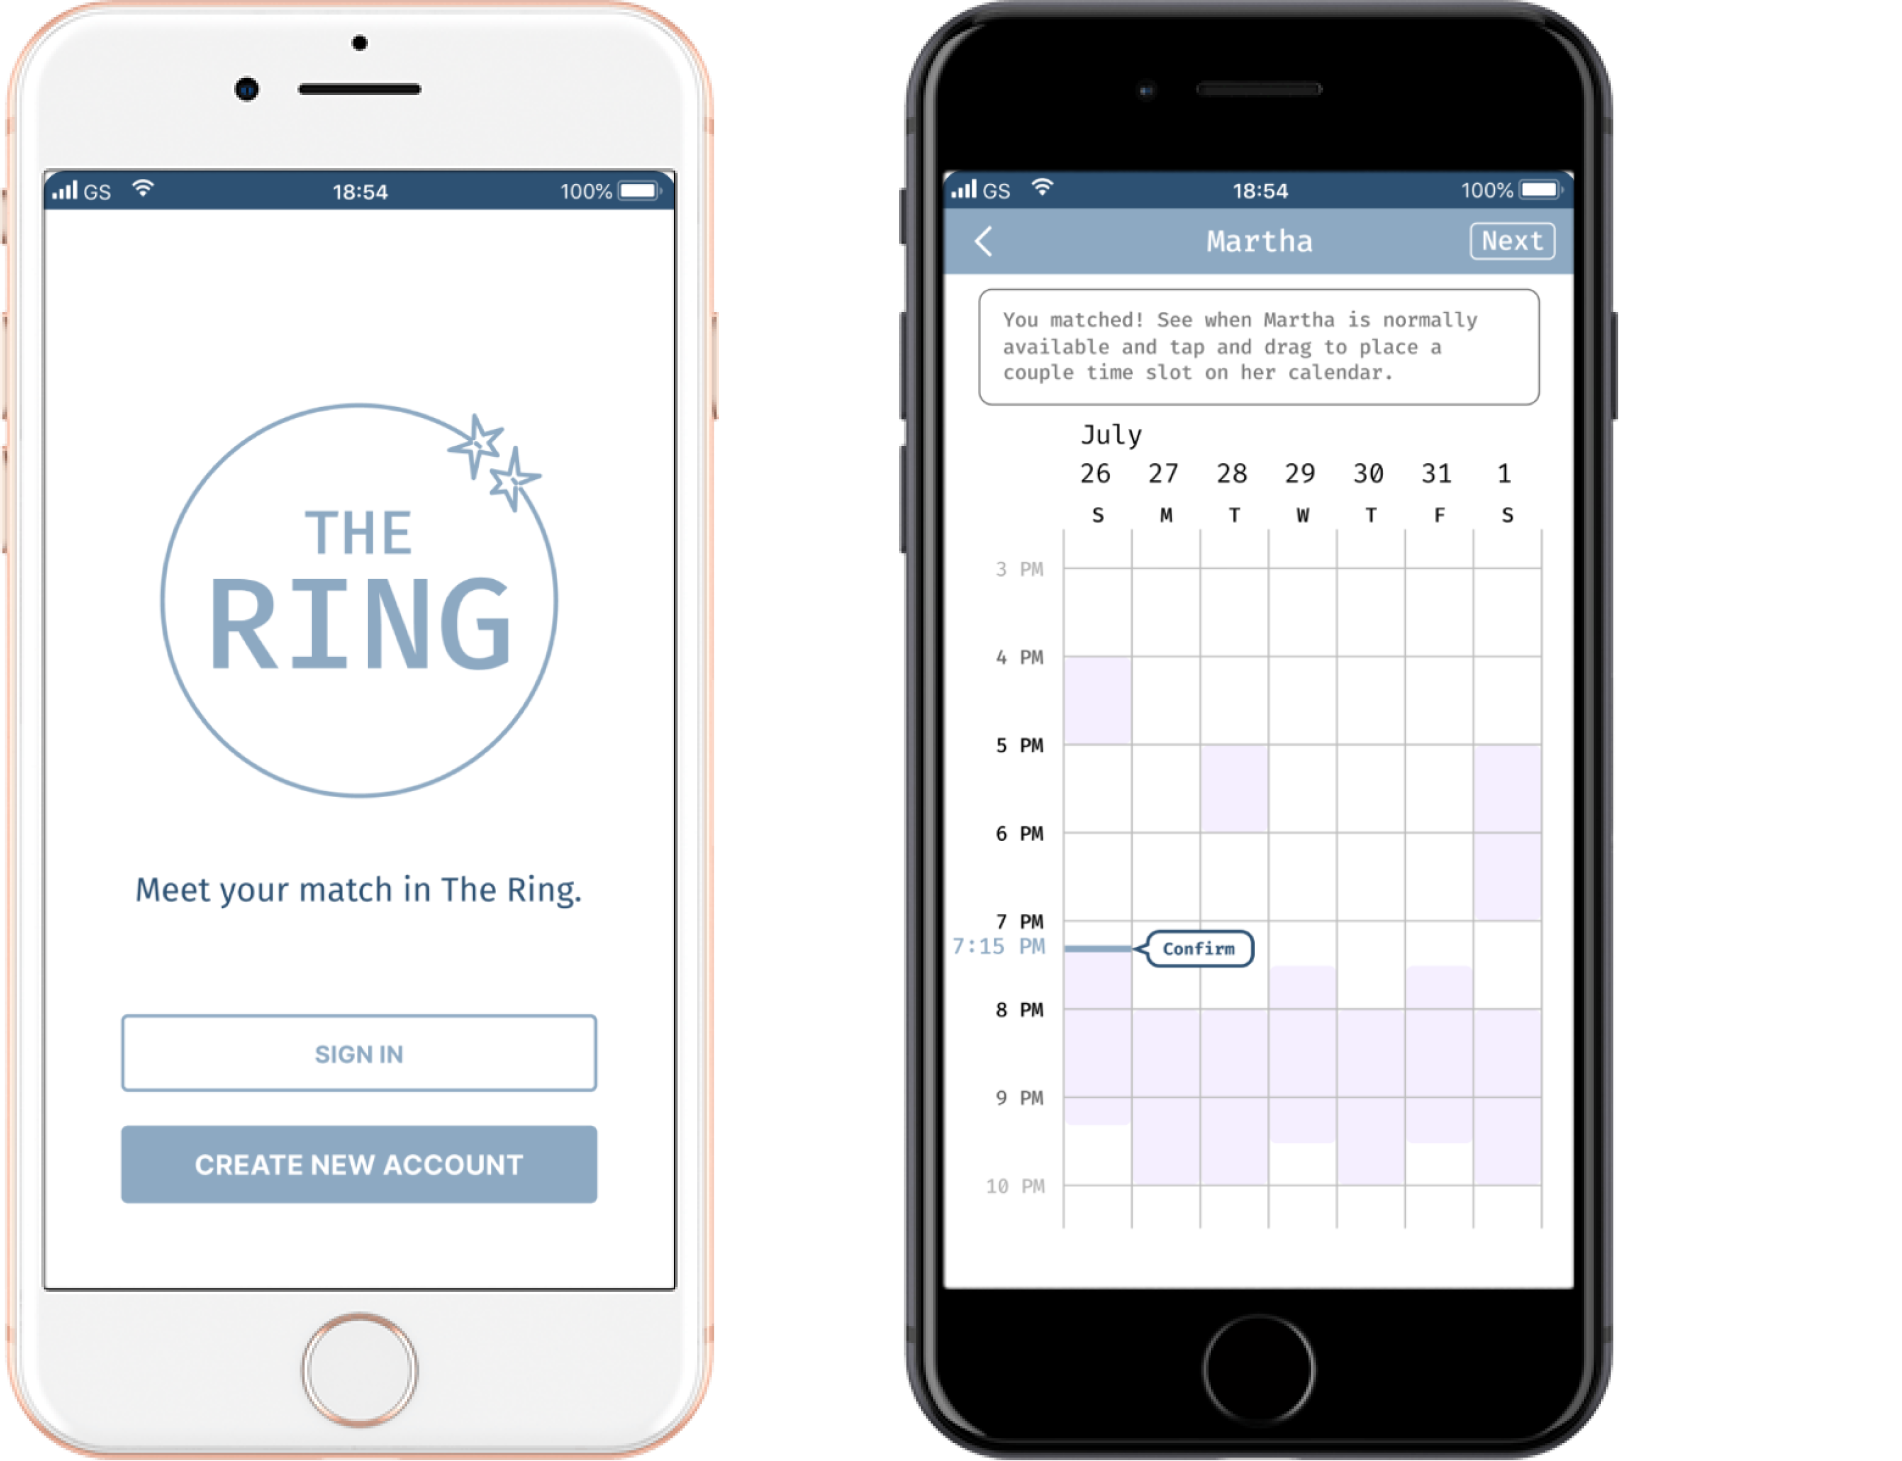 GS 18:54 100%
THE
RING
Meet your match in The Ring.
SIGN IN
CREATE NEW ACCOUNT
GS 18:54 100%
Martha Next
You matched! See when Martha is normally
available and tap and drag to place a
couple time slot on her calendar.
July
26 27 28 29 30 31 1
S M T W T F S
3 PM
4 PM
5 PM
6 PM
7 PM
7:15 PM Confirm
8 PM
9 PM
10 PM